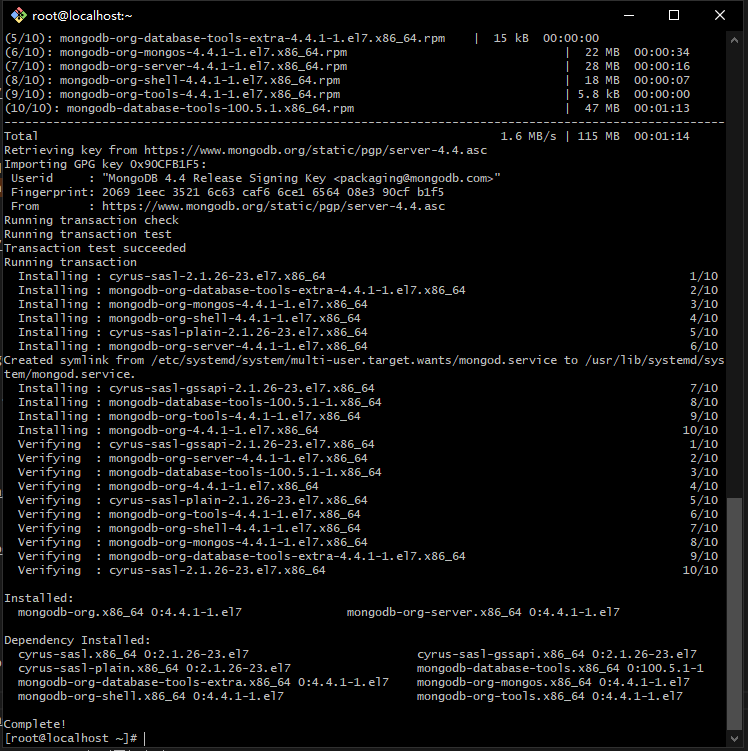 root@localhost:~
(5/10): mongodb-org-database-tools-extra-4.4.1-1.el7.x86_64.rpm | 15 kB 00:00:00
(6/10): mongodb-org-mongos-4.4.1-1.el7.x86_64.rpm | 22 MB 00:00:34
(7/10): mongodb-org-server-4.4.1-1.el7.x86_64.rpm | 28 MB 00:00:16
(8/10): mongodb-org-shell-4.4.1-1.el7.x86_64.rpm | 18 MB 00:00:07
(9/10): mongodb-org-tools-4.4.1-1.el7.x86_64.rpm | 5.8 kB 00:00:00
(10/10): mongodb-database-tools-100.5.1.x86_64.rpm | 47 MB 00:01:13
--------------------------------------------------------------------------------
Total 1.6 MB/s | 115 MB 00:01:14
Retrieving key from https://www.mongodb.org/static/pgp/server-4.4.asc
Importing GPG key 0x90CFB1F5:
Userid : "MongoDB 4.4 Release Signing Key <packaging@mongodb.com>"
Fingerprint: 2069 1eec 3521 6c63 caf6 6ce1 6564 08e3 90cf b1f5
From : https://www.mongodb.org/static/pgp/server-4.4.asc
Running transaction check
Running transaction test
Transaction test succeeded
Running transaction
Installing : cyrus-sasl-2.1.26-23.el7.x86_64 1/10
Installing : mongodb-org-database-tools-extra-4.4.1-1.el7.x86_64 2/10
Installing : mongodb-org-mongos-4.4.1-1.el7.x86_64 3/10
Installing : mongodb-org-shell-4.4.1-1.el7.x86_64 4/10
Installing : cyrus-sasl-plain-2.1.26-23.el7.x86_64 5/10
Installing : mongodb-org-server-4.4.1-1.el7.x86_64 6/10
Created symlink from /etc/systemd/system/multi-user.target.wants/mongod.service to /usr/lib/systemd/sys
tem/mongod.service.
Installing : cyrus-sasl-gssapi-2.1.26-23.el7.x86_64 7/10
Installing : mongodb-database-tools-100.5.1-1.x86_64 8/10
Installing : mongodb-org-tools-4.4.1-1.el7.x86_64 9/10
Installing : mongodb-org-4.4.1-1.el7.x86_64 10/10
Verifying : cyrus-sasl-gssapi-2.1.26-23.el7.x86_64 1/10
Verifying : mongodb-org-server-4.4.1-1.el7.x86_64 2/10
Verifying : mongodb-database-tools-100.5.1-1.x86_64 3/10
Verifying : mongodb-org-4.4.1-1.el7.x86_64 4/10
Verifying : cyrus-sasl-plain-2.1.26-23.el7.x86_64 5/10
Verifying : mongodb-org-tools-4.4.1-1.el7.x86_64 6/10
Verifying : mongodb-org-shell-4.4.1-1.el7.x86_64 7/10
Verifying : mongodb-org-mongos-4.4.1-1.el7.x86_64 8/10
Verifying : mongodb-org-database-tools-extra-4.4.1-1.el7.x86_64 9/10
Verifying : cyrus-sasl-2.1.26-23.el7.x86_64 10/10
Installed:
mongodb-org.x86_64 0:4.4.1-1.el7 mongodb-org-server.x86_64 0:4.4.1-1.el7
Dependency Installed:
cyrus-sasl.x86_64 0:2.1.26-23.el7 cyrus-sasl-gssapi.x86_64 0:2.1.26-23.el7
cyrus-sasl-plain.x86_64 0:2.1.26-23.el7 mongodb-database-tools.x86_64 0:100.5.1-1
mongodb-org-database-tools-extra.x86_64 0:4.4.1-1.el7 mongodb-org-mongos.x86_64 0:4.4.1-1.el7
mongodb-org-shell.x86_64 0:4.4.1-1.el7 mongodb-org-tools.x86_64 0:4.4.1-1.el7
Complete!
[root@localhost ~]#